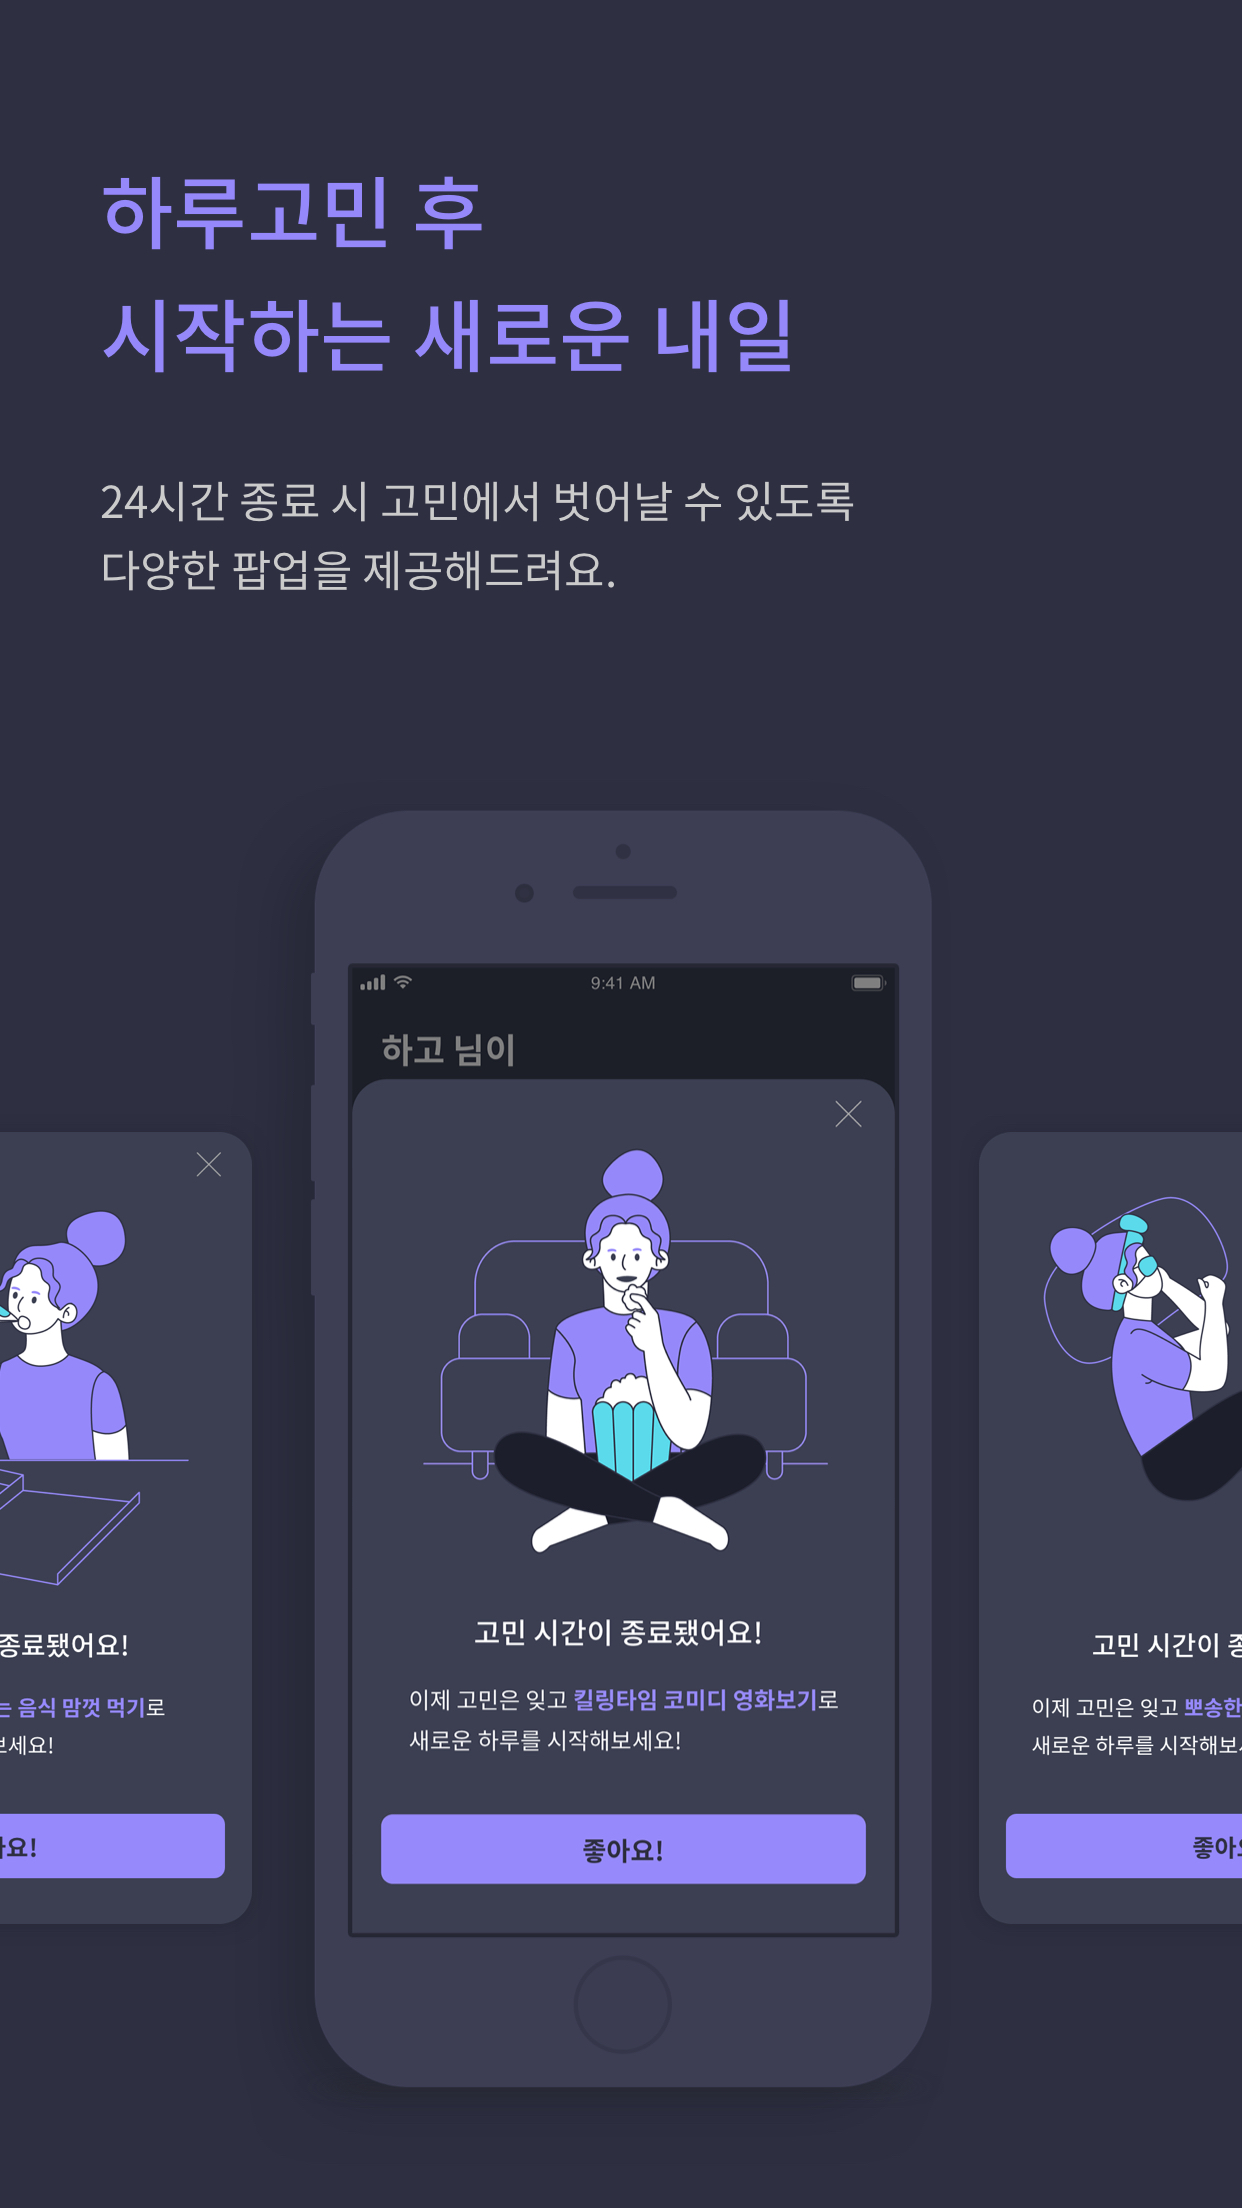 하루고민 후
시작하는 새로운 내일
24시간 종료 시 고민에서 벗어날 수 있도록
다양한 팝업을 제공해드려요.
9:41 AM
하고 님이
고민 시간이 종료됐어요!
이제 고민은 잊고 킬링타임 코미디 영화보기로
새로운 하루를 시작해보세요!
좋아요!
종료됐어요!
는 음식 맘껏 먹기로
보세요!
아요!
고민 시간이
이제 고민은 잊고 뽀송한
새로운 하루를 시작해보
좋아